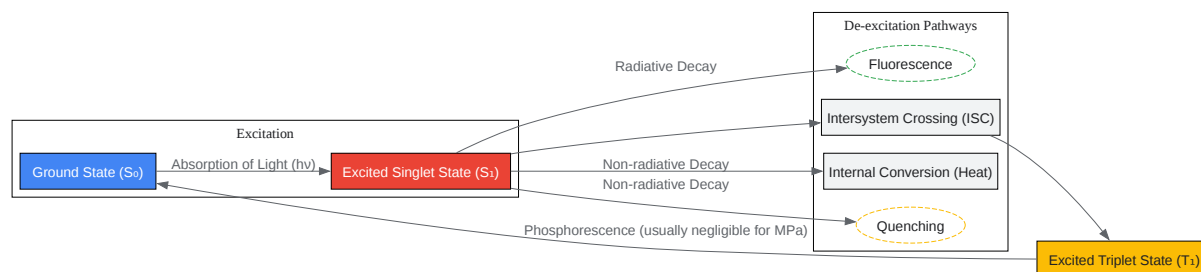 De-excitation Pathways
Fluorescence
Radiative Decay
Intersystem Crossing (ISC)
Excitation
Ground State (S₀)
Absorption of Light (hν)
Excited Singlet State (S₁)
Non-radiative Decay
Internal Conversion (Heat)
Non-radiative Decay
Quenching
Phosphorescence (usually negligible for MPa)
Excited Triplet State (T₁)